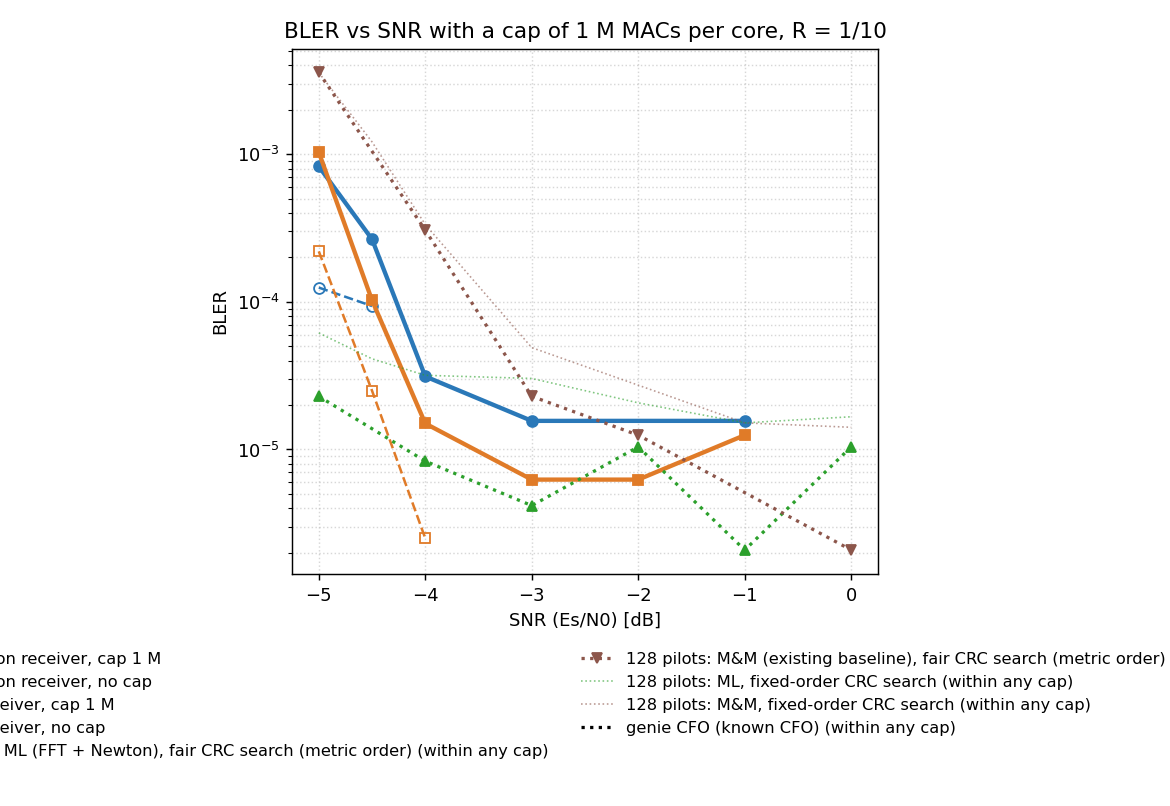 BLER vs SNR with a cap of 1 M MACs per core, R = 1/10
10⁻³
10⁻⁴
10⁻⁵
BLER
−5
−4
−3
−2
−1
0
SNR (Es/N0) [dB]
on receiver, cap 1 M
on receiver, no cap
eiver, cap 1 M
eiver, no cap
ML (FFT + Newton), fair CRC search (metric order) (within any cap)
128 pilots: M&M (existing baseline), fair CRC search (metric order)
128 pilots: ML, fixed-order CRC search (within any cap)
128 pilots: M&M, fixed-order CRC search (within any cap)
genie CFO (known CFO) (within any cap)